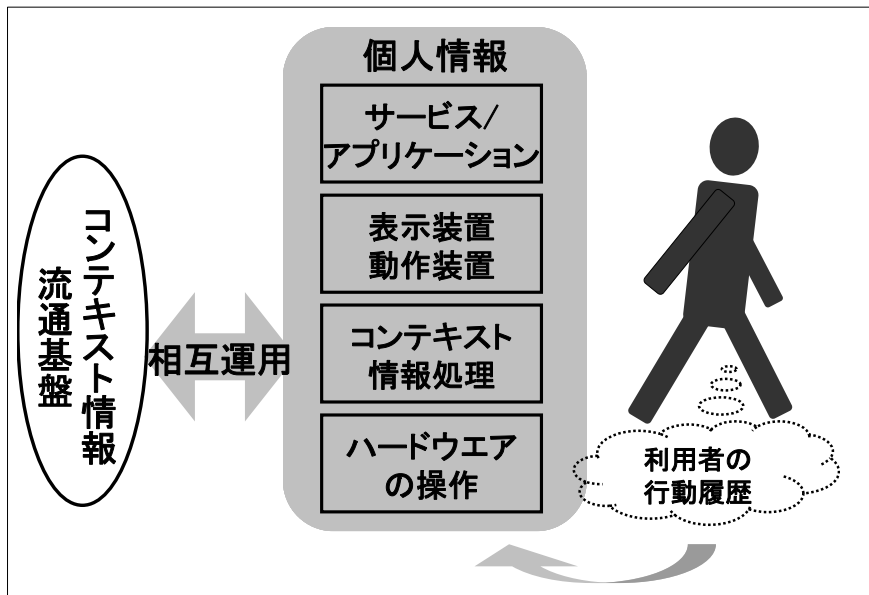 個人情報
サービス/
アプリケーション
表示装置
動作装置
コンテキスト
情報処理
ハードウエア
の操作
コンテキスト情報
流通基盤
相互運用
利用者の
行動履歴